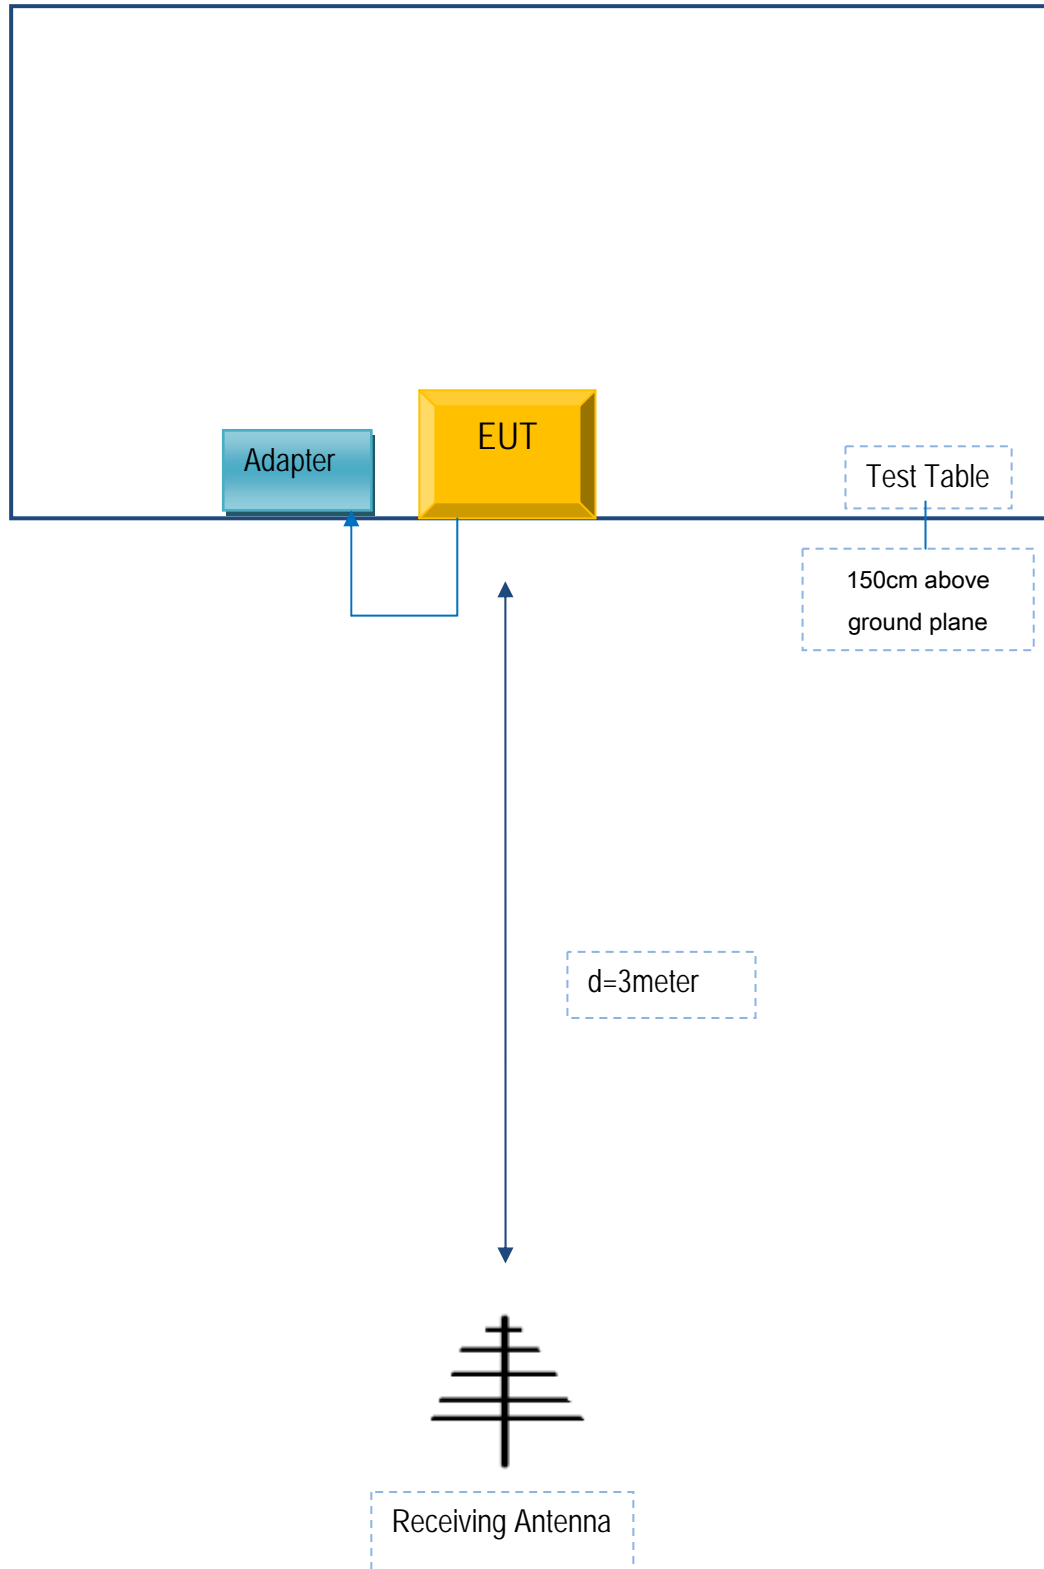 EUT
Adapter
Test Table
150cm above
ground plane
d=3meter
Receiving Antenna